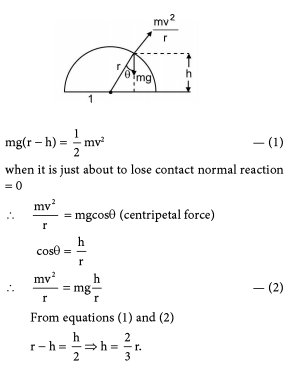 mv²/r
r
θ
mg
h
1
mg(r – h) = 1/2 mv² — (1)
when it is just about to lose contact normal reaction
= 0
∴ mv²/r = mgcosθ (centripetal force)
cosθ = h/r
∴ mv²/r = mg h/r — (2)
From equations (1) and (2)
r – h = h/2 ⇒ h = 2/3 r.